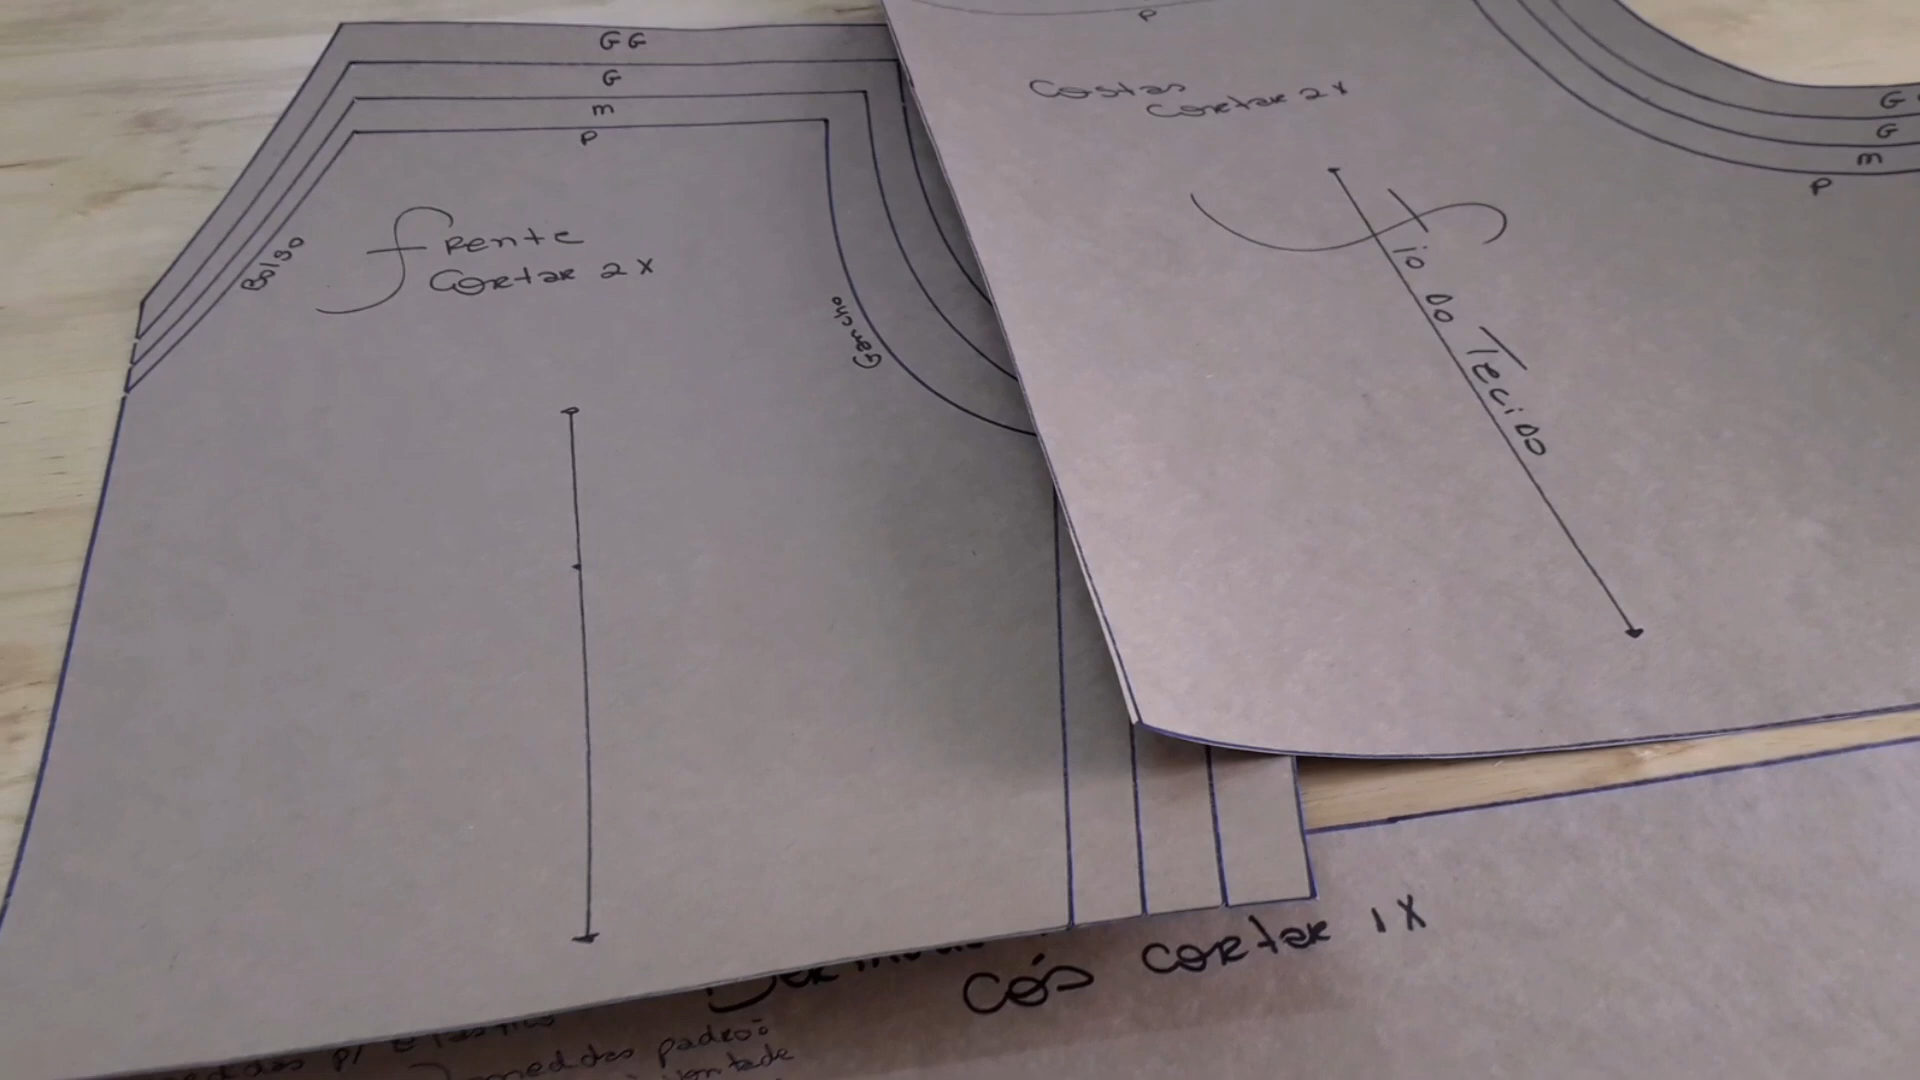 GG
G
m
P
Bolso
Frente
Cortar 2X
Gancho
P
Costas
Cortar 2X
Fio Do Tecido
G
G
m
P
Cós cortar 1X
p/
medidas padrão